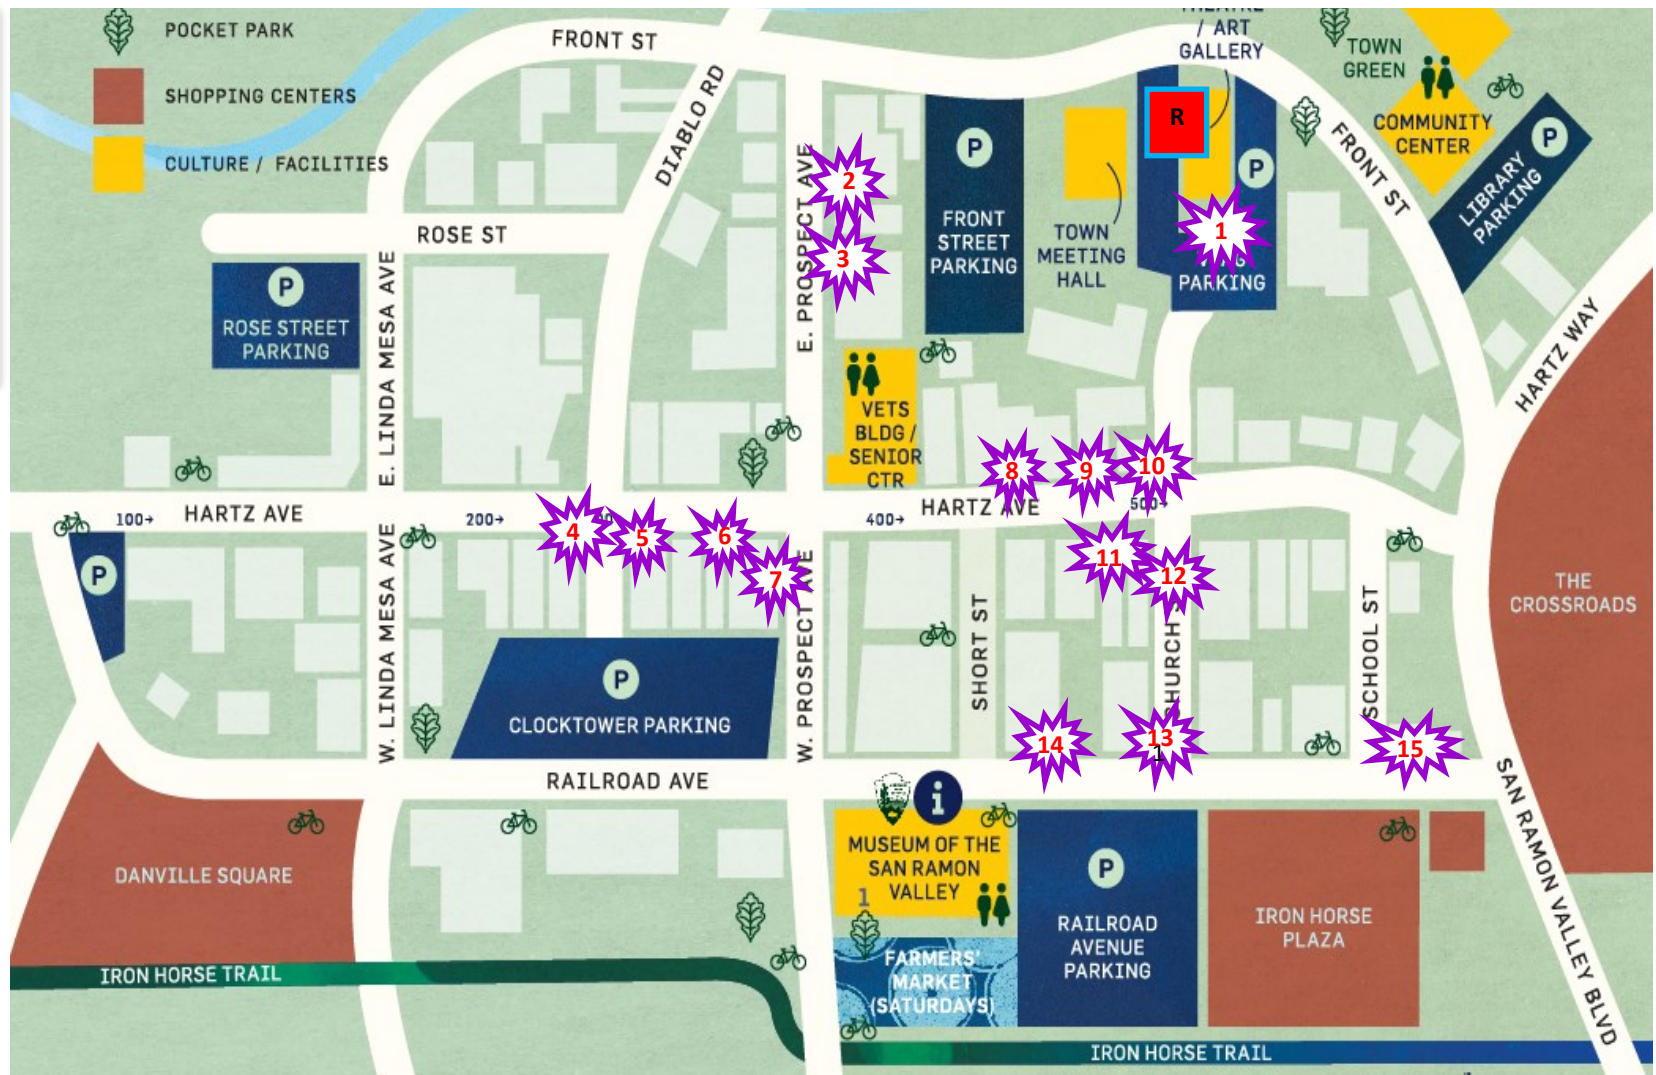 POCKET PARK
SHOPPING CENTERS
CULTURE / FACILITIES
FRONT ST
DIABLO RD
/ ART
GALLERY
R
TOWN
GREEN
COMMUNITY
CENTER
P
LIBRARY
PARKING
FRONT ST
HARTZ WAY
ROSE ST
P
ROSE STREET
PARKING
E. LINDA MESA AVE
E. PROSPECT AVE
2
3
P
FRONT
STREET
PARKING
TOWN
MEETING
HALL
P
1
PARKING
VETS
BLDG /
SENIOR
CTR
8
9
10
HARTZ AVE
100→
200→
400→
HARTZ AVE
500→
4
5
6
7
11
12
P
W. LINDA MESA AVE
W. PROSPECT AVE
SHORT ST
SCHOOL ST
THE
CROSSROADS
P
CLOCKTOWER PARKING
14
13
1
15
RAILROAD AVE
SAN RAMON VALLEY BLVD
DANVILLE SQUARE
i
MUSEUM OF THE
SAN RAMON
VALLEY
1
P
RAILROAD
AVENUE
PARKING
IRON HORSE
PLAZA
FARMERS'
MARKET
(SATURDAYS)
IRON HORSE TRAIL
IRON HORSE TRAIL